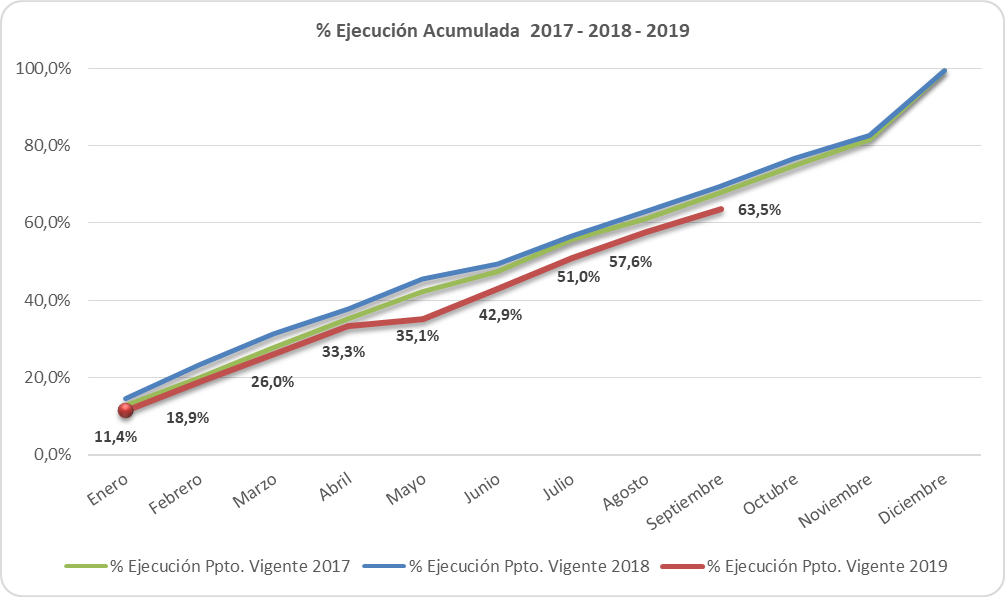 % Ejecución Acumulada 2017 - 2018 - 2019
100,0%
80,0%
60,0%
40,0%
20,0%
0,0%
63,5%
57,6%
51,0%
42,9%
35,1%
33,3%
26,0%
18,9%
11,4%
Enero
Febrero
Marzo
Abril
Mayo
Junio
Julio
Agosto
Septiembre
Octubre
Noviembre
Diciembre
% Ejecución Ppto. Vigente 2017
% Ejecución Ppto. Vigente 2018
% Ejecución Ppto. Vigente 2019